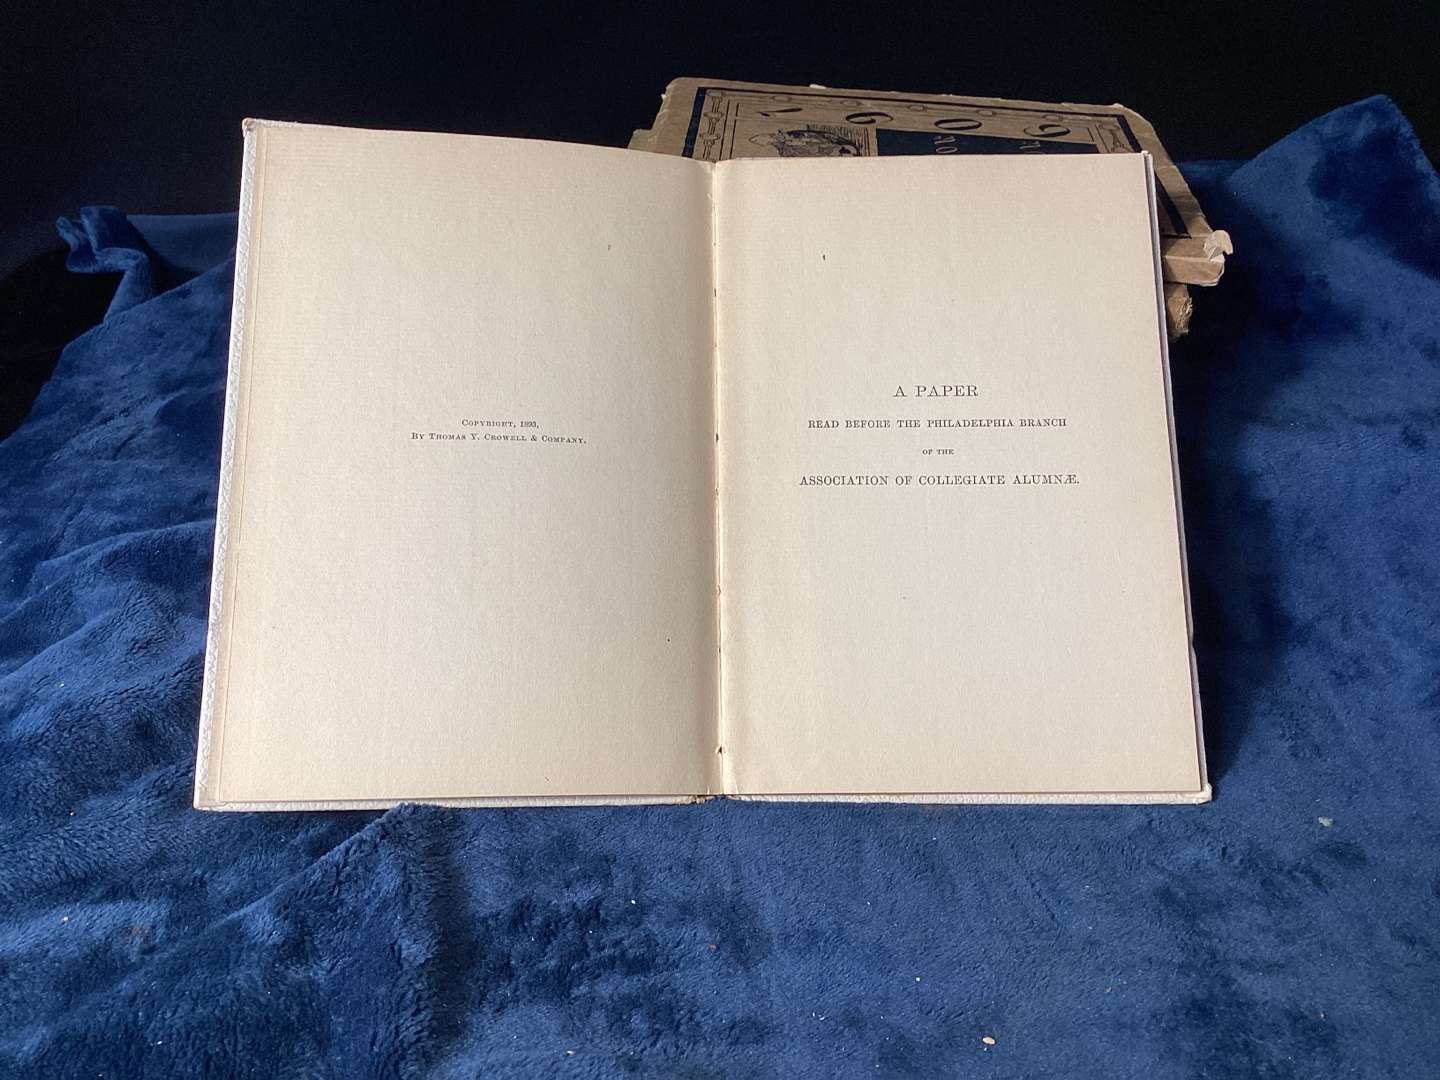 Copyright, 1893,
By Thomas Y. Crowell & Company.
A PAPER
READ BEFORE THE PHILADELPHIA BRANCH
OF THE
ASSOCIATION OF COLLEGIATE ALUMNÆ.